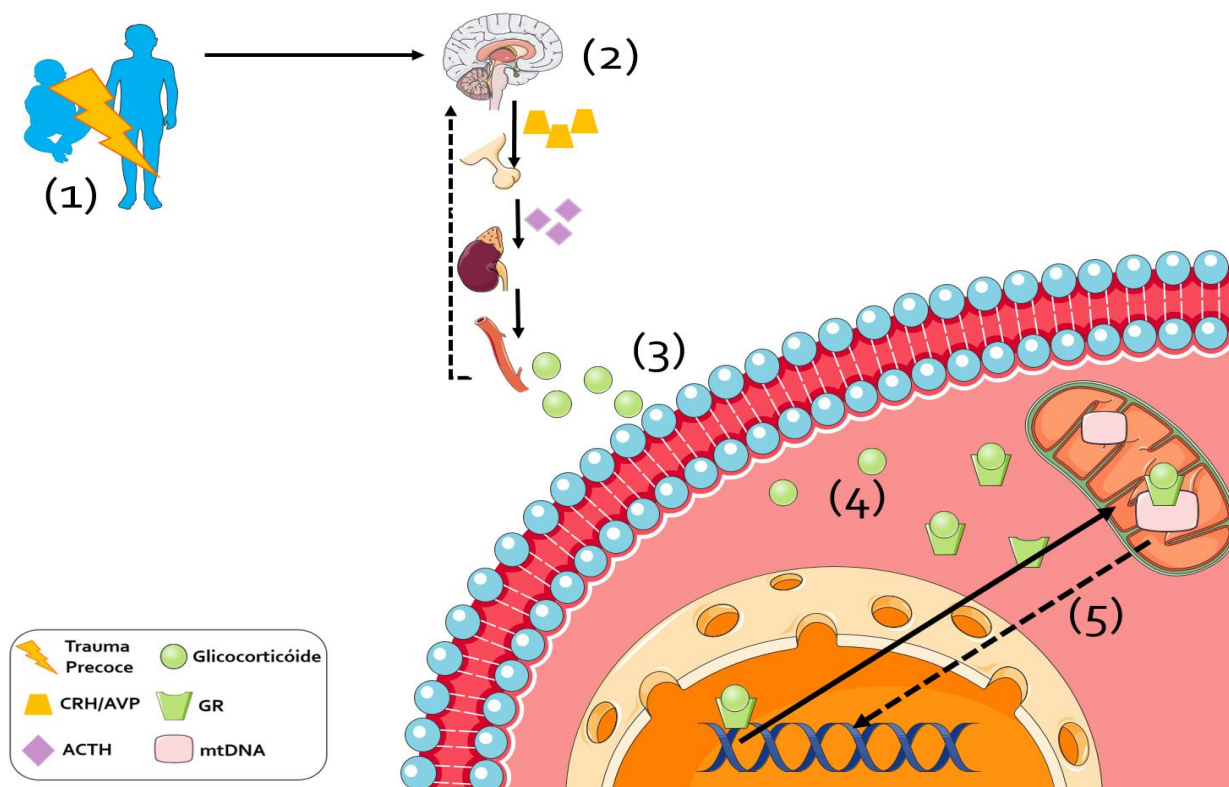 (1)
(2)
(3)
(4)
(5)
Trauma
Precoce
Glicocorticóide
CRH/AVP
GR
ACTH
mtDNA